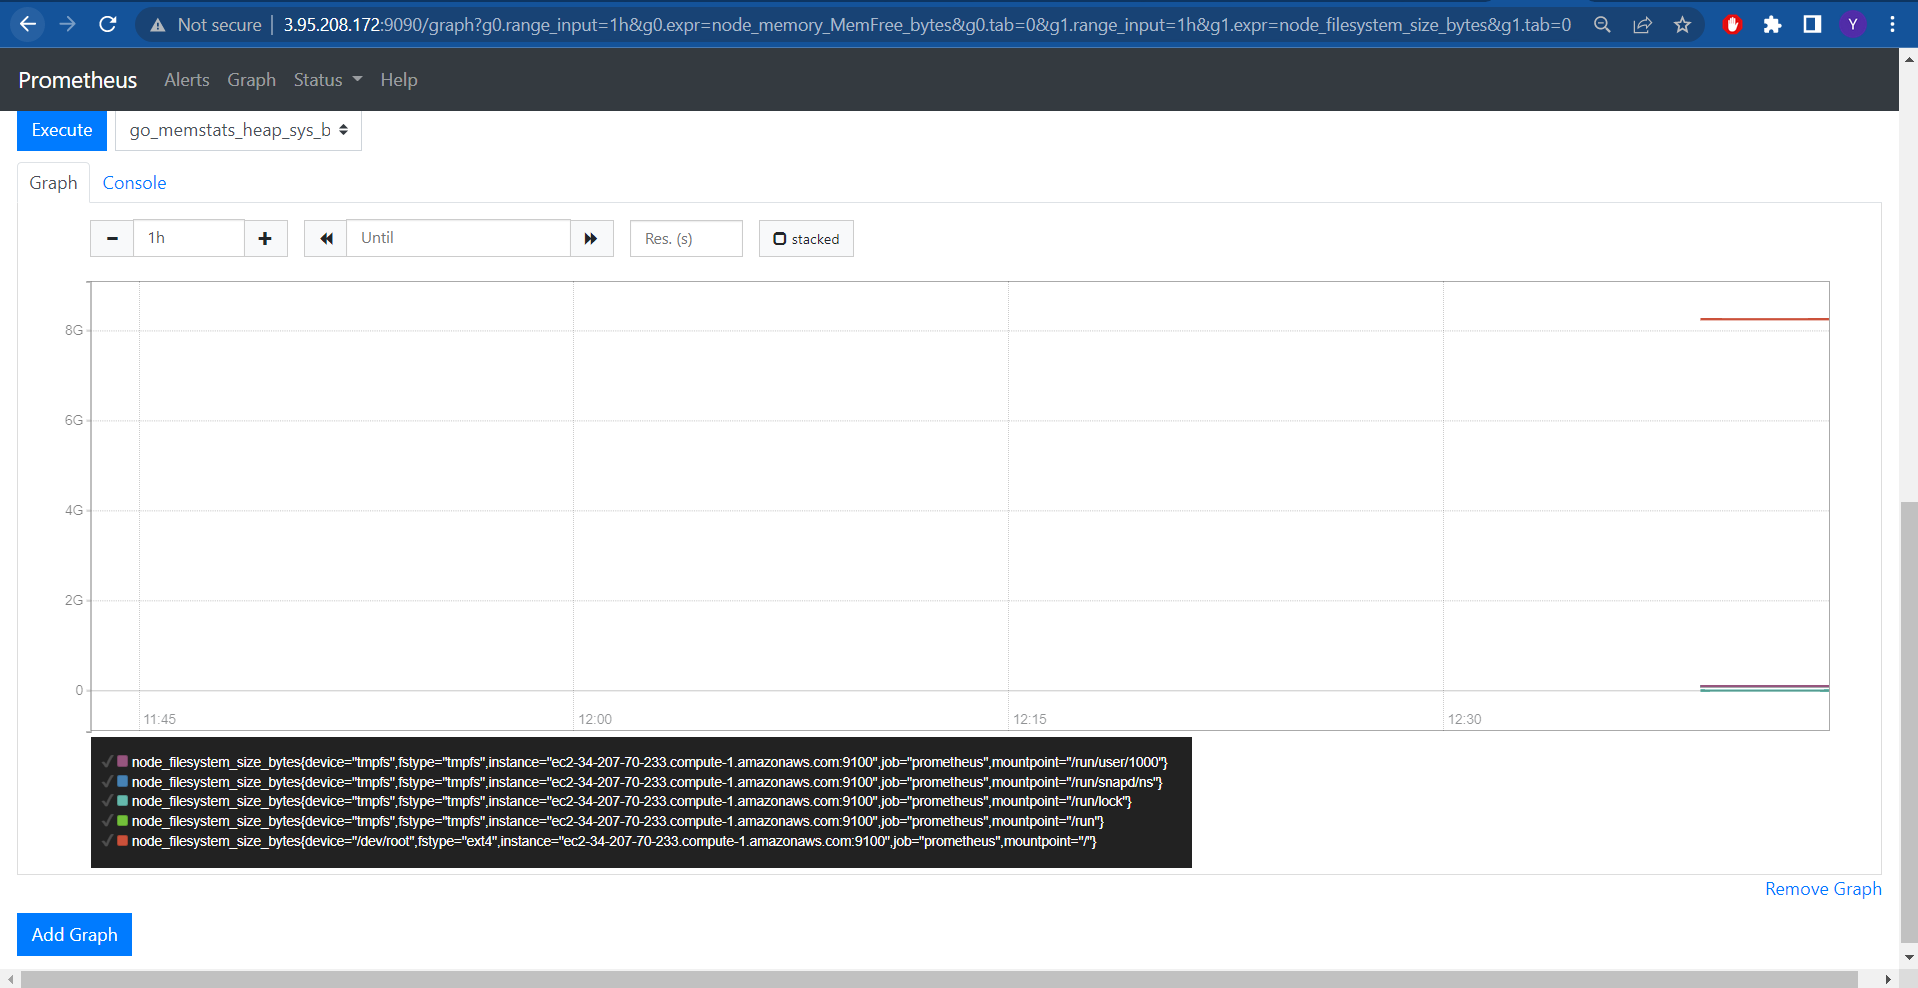 Not secure | 3.95.208.172:9090/graph?g0.range_input=1h&g0.expr=node_memory_MemFree_bytes&g0.tab=0&g1.range_input=1h&g1.expr=node_filesystem_size_bytes&g1.tab=0 Y
Prometheus Alerts Graph Status Help
Execute go_memstats_heap_sys_b
Graph Console
1h Until Res. (s) stacked
8G
6G
4G
2G
0
11:45 12:00 12:15 12:30
node_filesystem_size_bytes{device="tmpfs",fstype="tmpfs",instance="ec2-34-207-70-233.compute-1.amazonaws.com:9100",job="prometheus",mountpoint="/run/user/1000"}
node_filesystem_size_bytes{device="tmpfs",fstype="tmpfs",instance="ec2-34-207-70-233.compute-1.amazonaws.com:9100",job="prometheus",mountpoint="/run/snapd/ns"}
node_filesystem_size_bytes{device="tmpfs",fstype="tmpfs",instance="ec2-34-207-70-233.compute-1.amazonaws.com:9100",job="prometheus",mountpoint="/run/lock"}
node_filesystem_size_bytes{device="tmpfs",fstype="tmpfs",instance="ec2-34-207-70-233.compute-1.amazonaws.com:9100",job="prometheus",mountpoint="/run"}
node_filesystem_size_bytes{device="/dev/root",fstype="ext4",instance="ec2-34-207-70-233.compute-1.amazonaws.com:9100",job="prometheus",mountpoint="/"}
Remove Graph
Add Graph